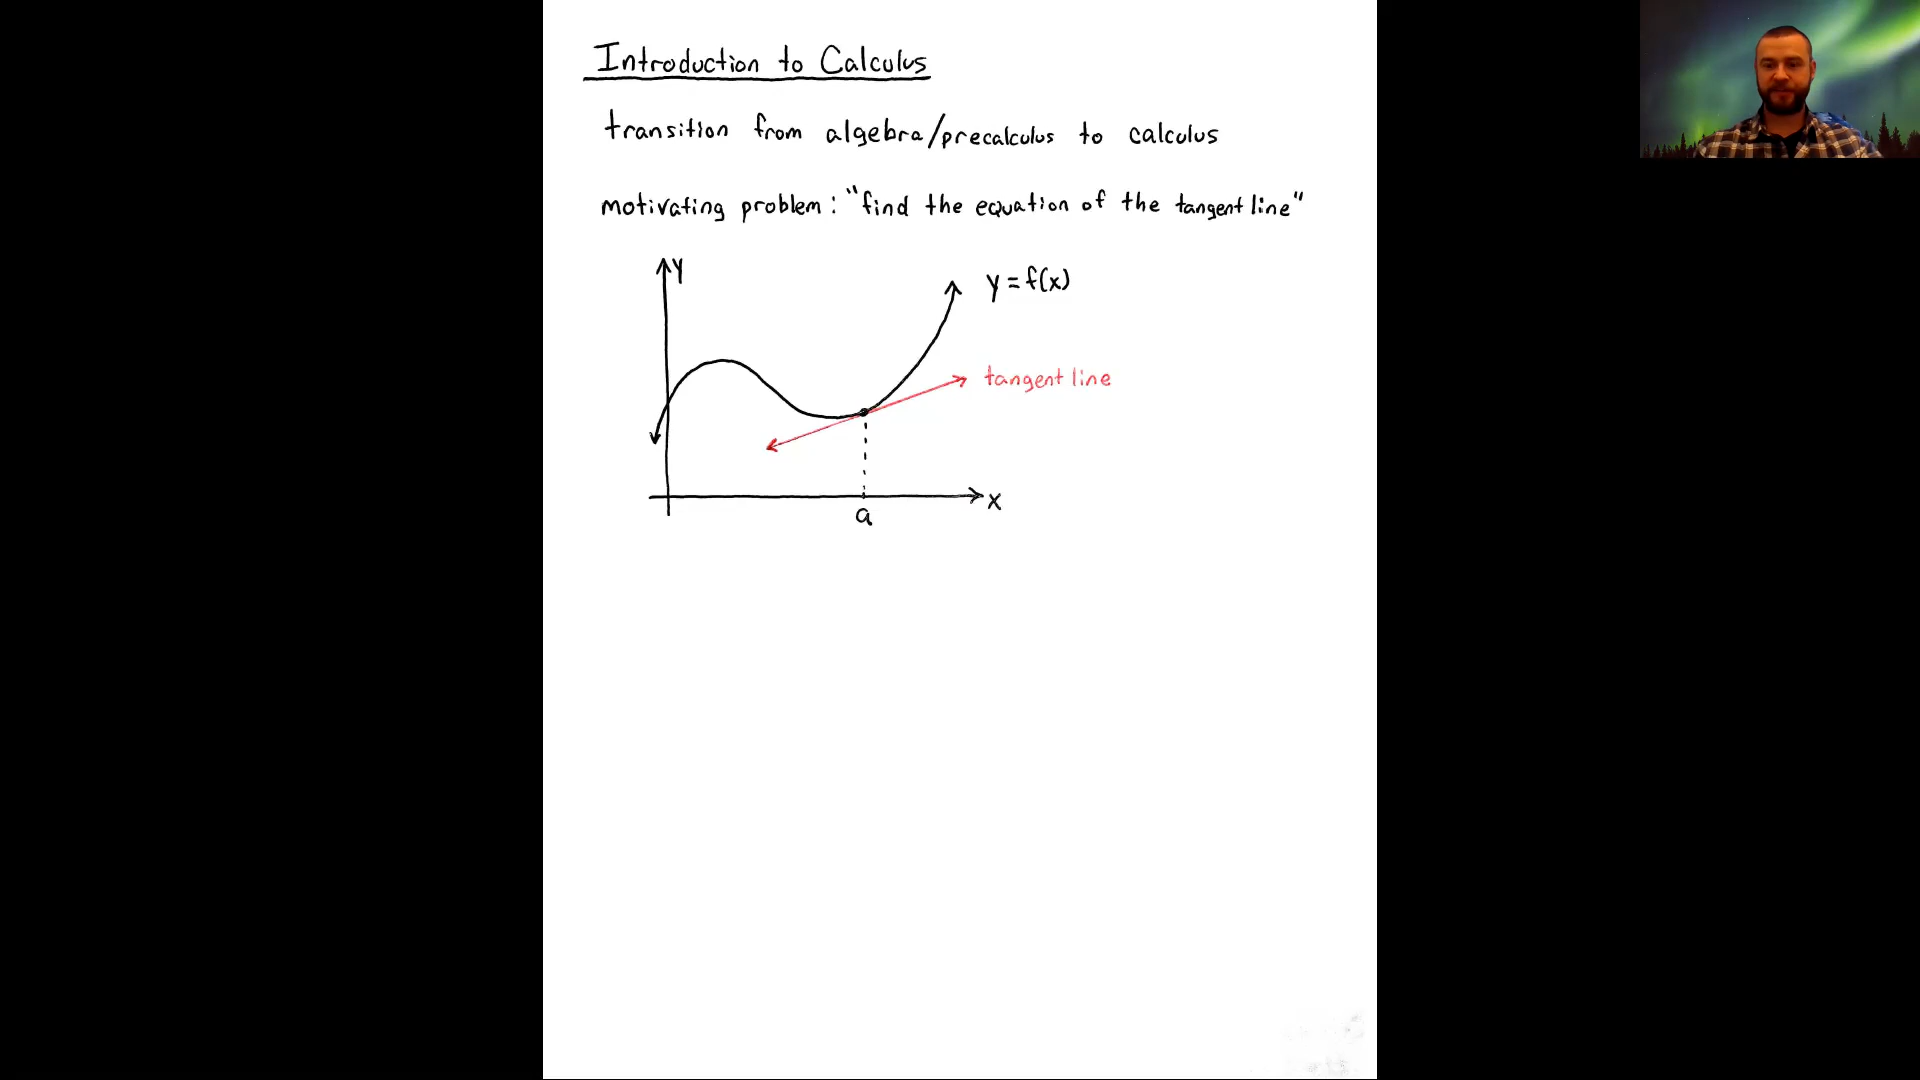 Introduction to Calculus
transition from algebra/precalculus to calculus
motivating problem: "find the equation of the tangent line"
y
y = f(x)
tangent line
x
a